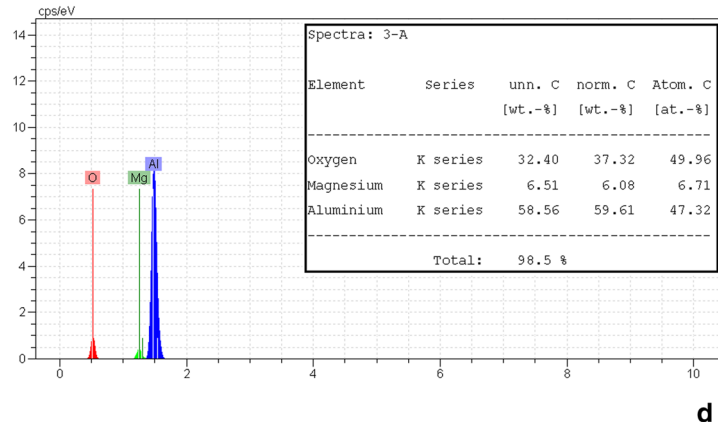 cps/eV
14
12
10
8
6
4
2
0
O
Mg
Al
0 2 4 6 8 10
Spectra: 3-A
Element Series unn. C norm. C Atom. C
[wt.-%] [wt.-%] [at.-%]
Oxygen K series 32.40 37.32 49.96
Magnesium K series 6.51 6.08 6.71
Aluminium K series 58.56 59.61 47.32
Total: 98.5 %
d